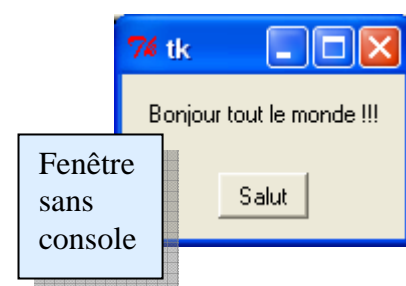 tk
Bonjour tout le monde !!!
Salut
Fenêtre
sans
console